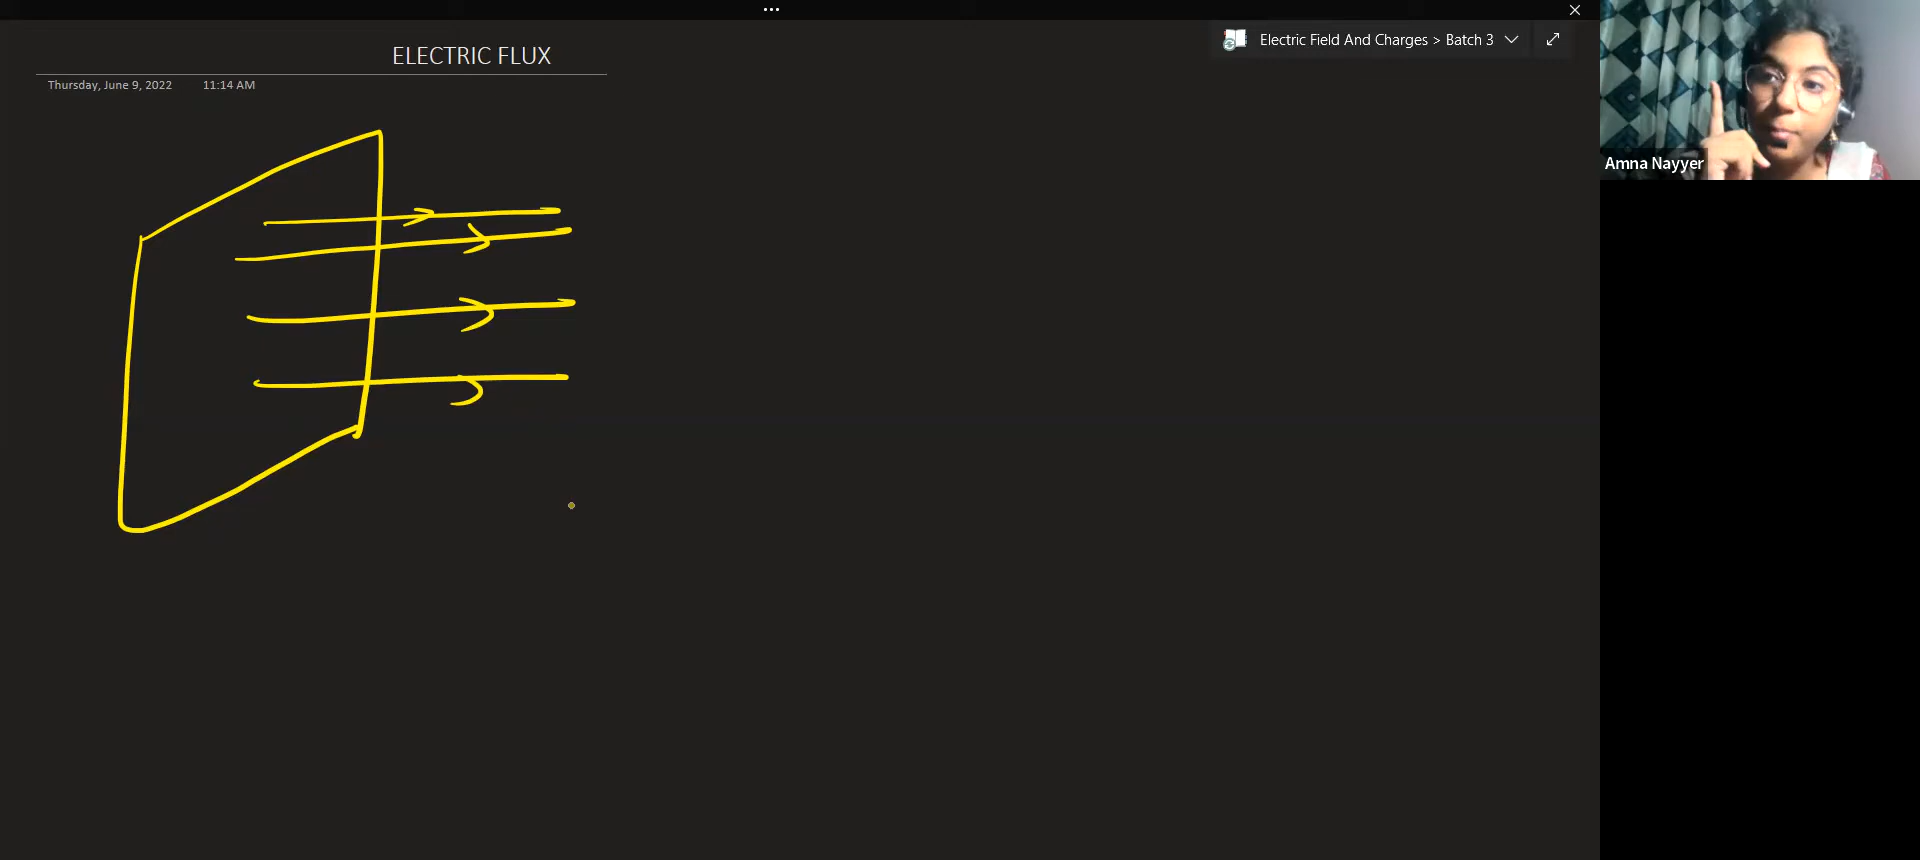 ELECTRIC FLUX
Electric Field And Charges > Batch 3
Thursday, June 9, 2022 11:14 AM
Amna Nayyer